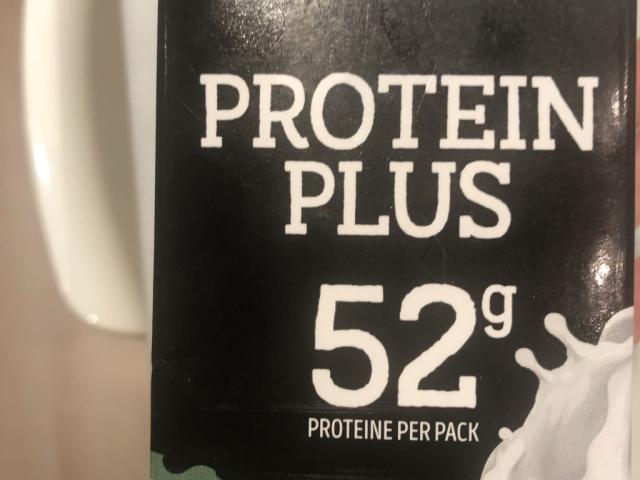 PROTEIN
PLUS
52g
PROTEINE PER PACK